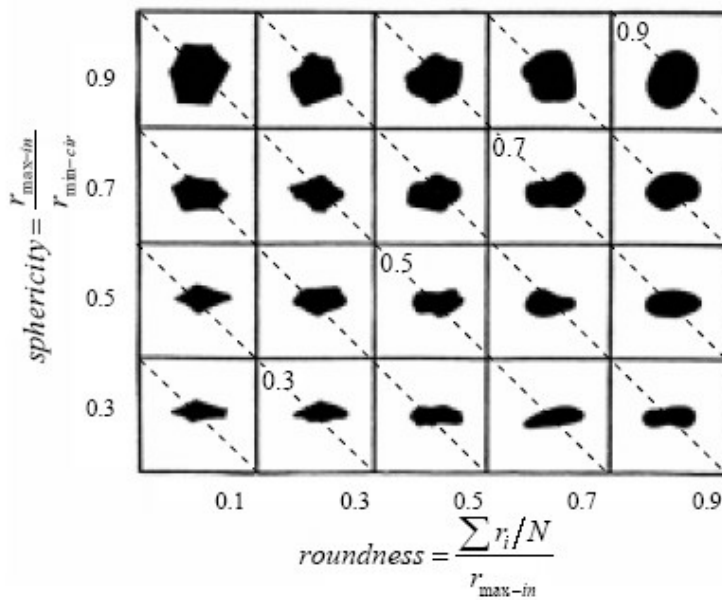 0.9
0.9
0.7
0.7
0.5
0.5
0.3
0.3
sphericity = r_max-in / r_min-cir
0.1 0.3 0.5 0.7 0.9
roundness = ∑ r_i/N / r_max-in